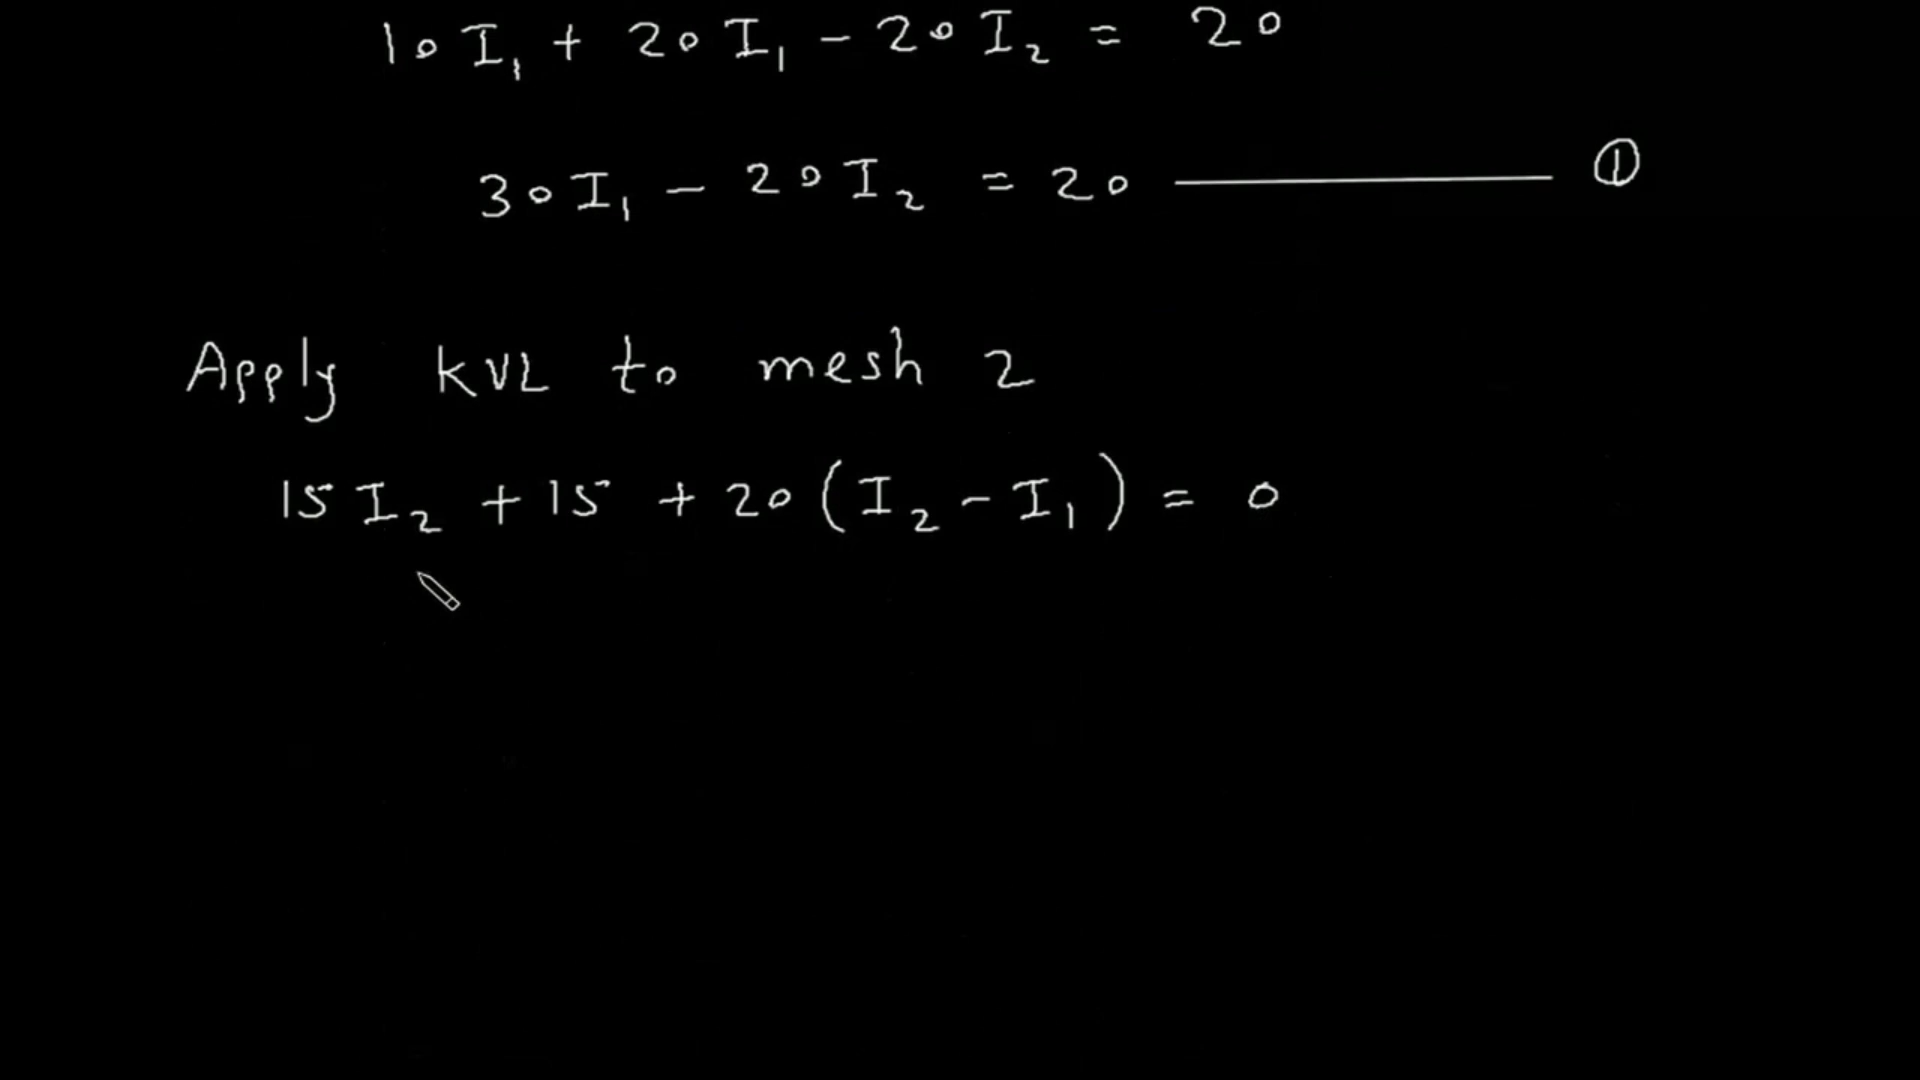 10 I₁ + 20 I₁ - 20 I₂ = 20
30 I₁ - 20 I₂ = 20 ——— ①
Apply KVL to mesh 2
15 I₂ + 15 + 20 (I₂ - I₁) = 0